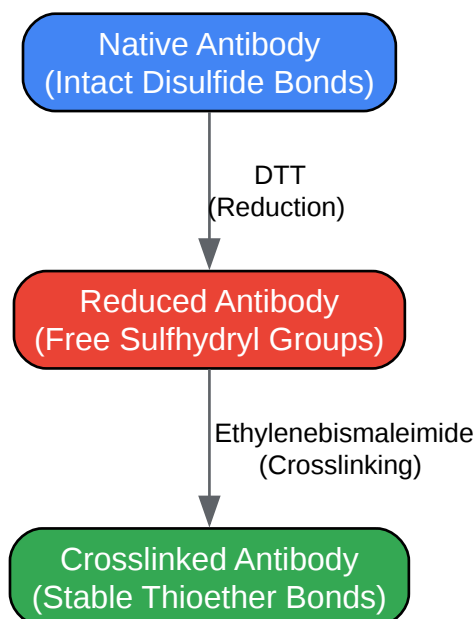 Native Antibody
(Intact Disulfide Bonds)
DTT
(Reduction)
Reduced Antibody
(Free Sulfhydryl Groups)
Ethylenebismaleimide
(Crosslinking)
Crosslinked Antibody
(Stable Thioether Bonds)